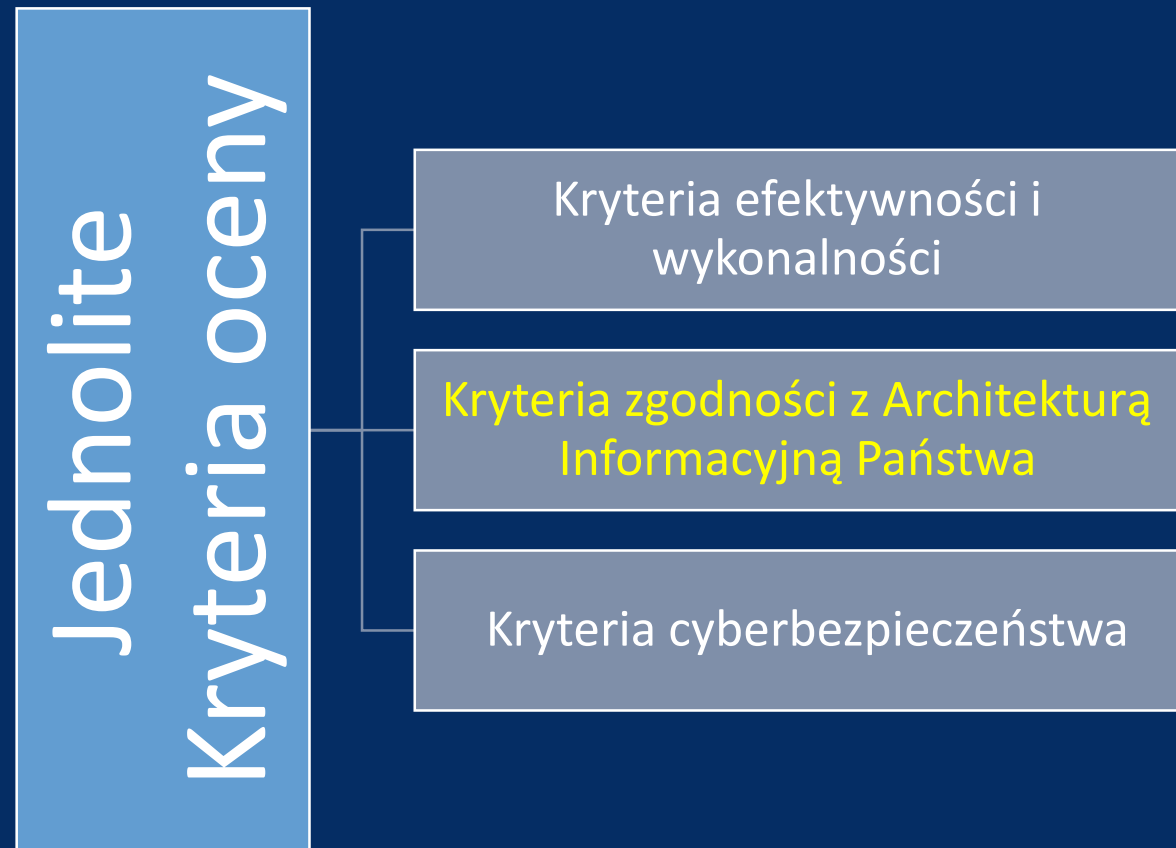 Jednolite
Kryteria oceny
Kryteria efektywności i
wykonalności
Kryteria zgodności z Architekturą
Informacyjną Państwa
Kryteria cyberbezpieczeństwa